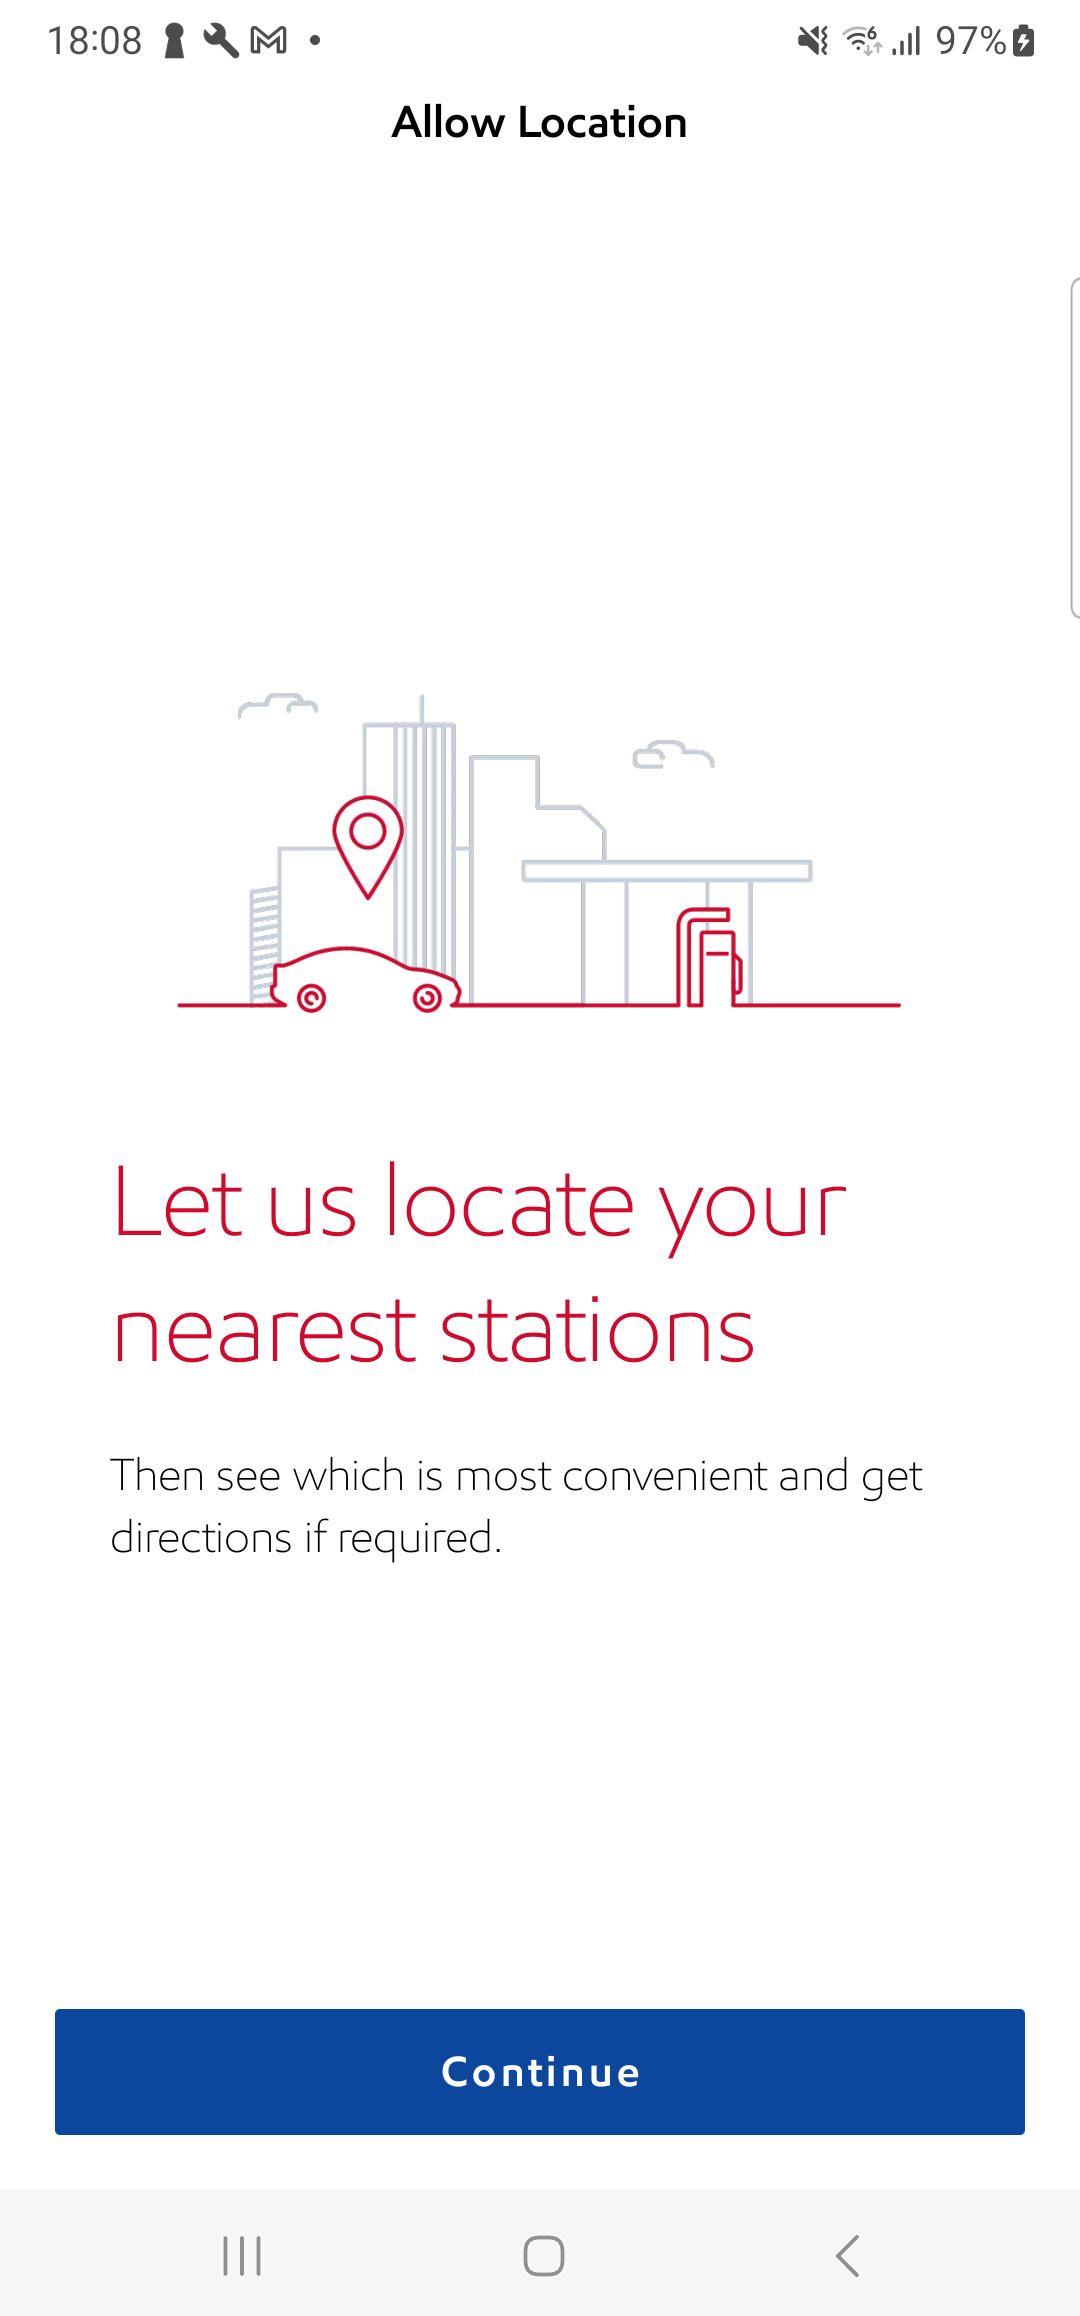 18:08 97%
Allow Location
Let us locate your
nearest stations
Then see which is most convenient and get
directions if required.
Continue